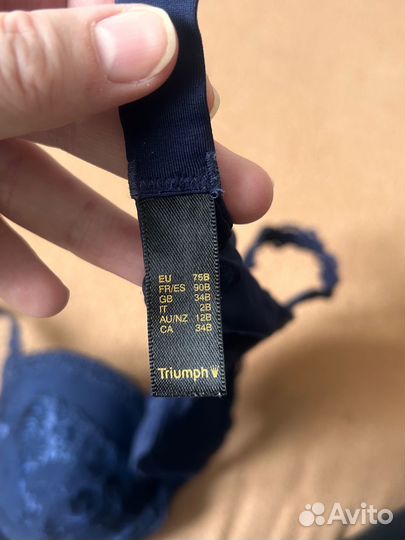 EU 75B
FR/ES 90B
GB 34B
IT 2B
AU/NZ 12B
CA 34B
Triumph
Avito